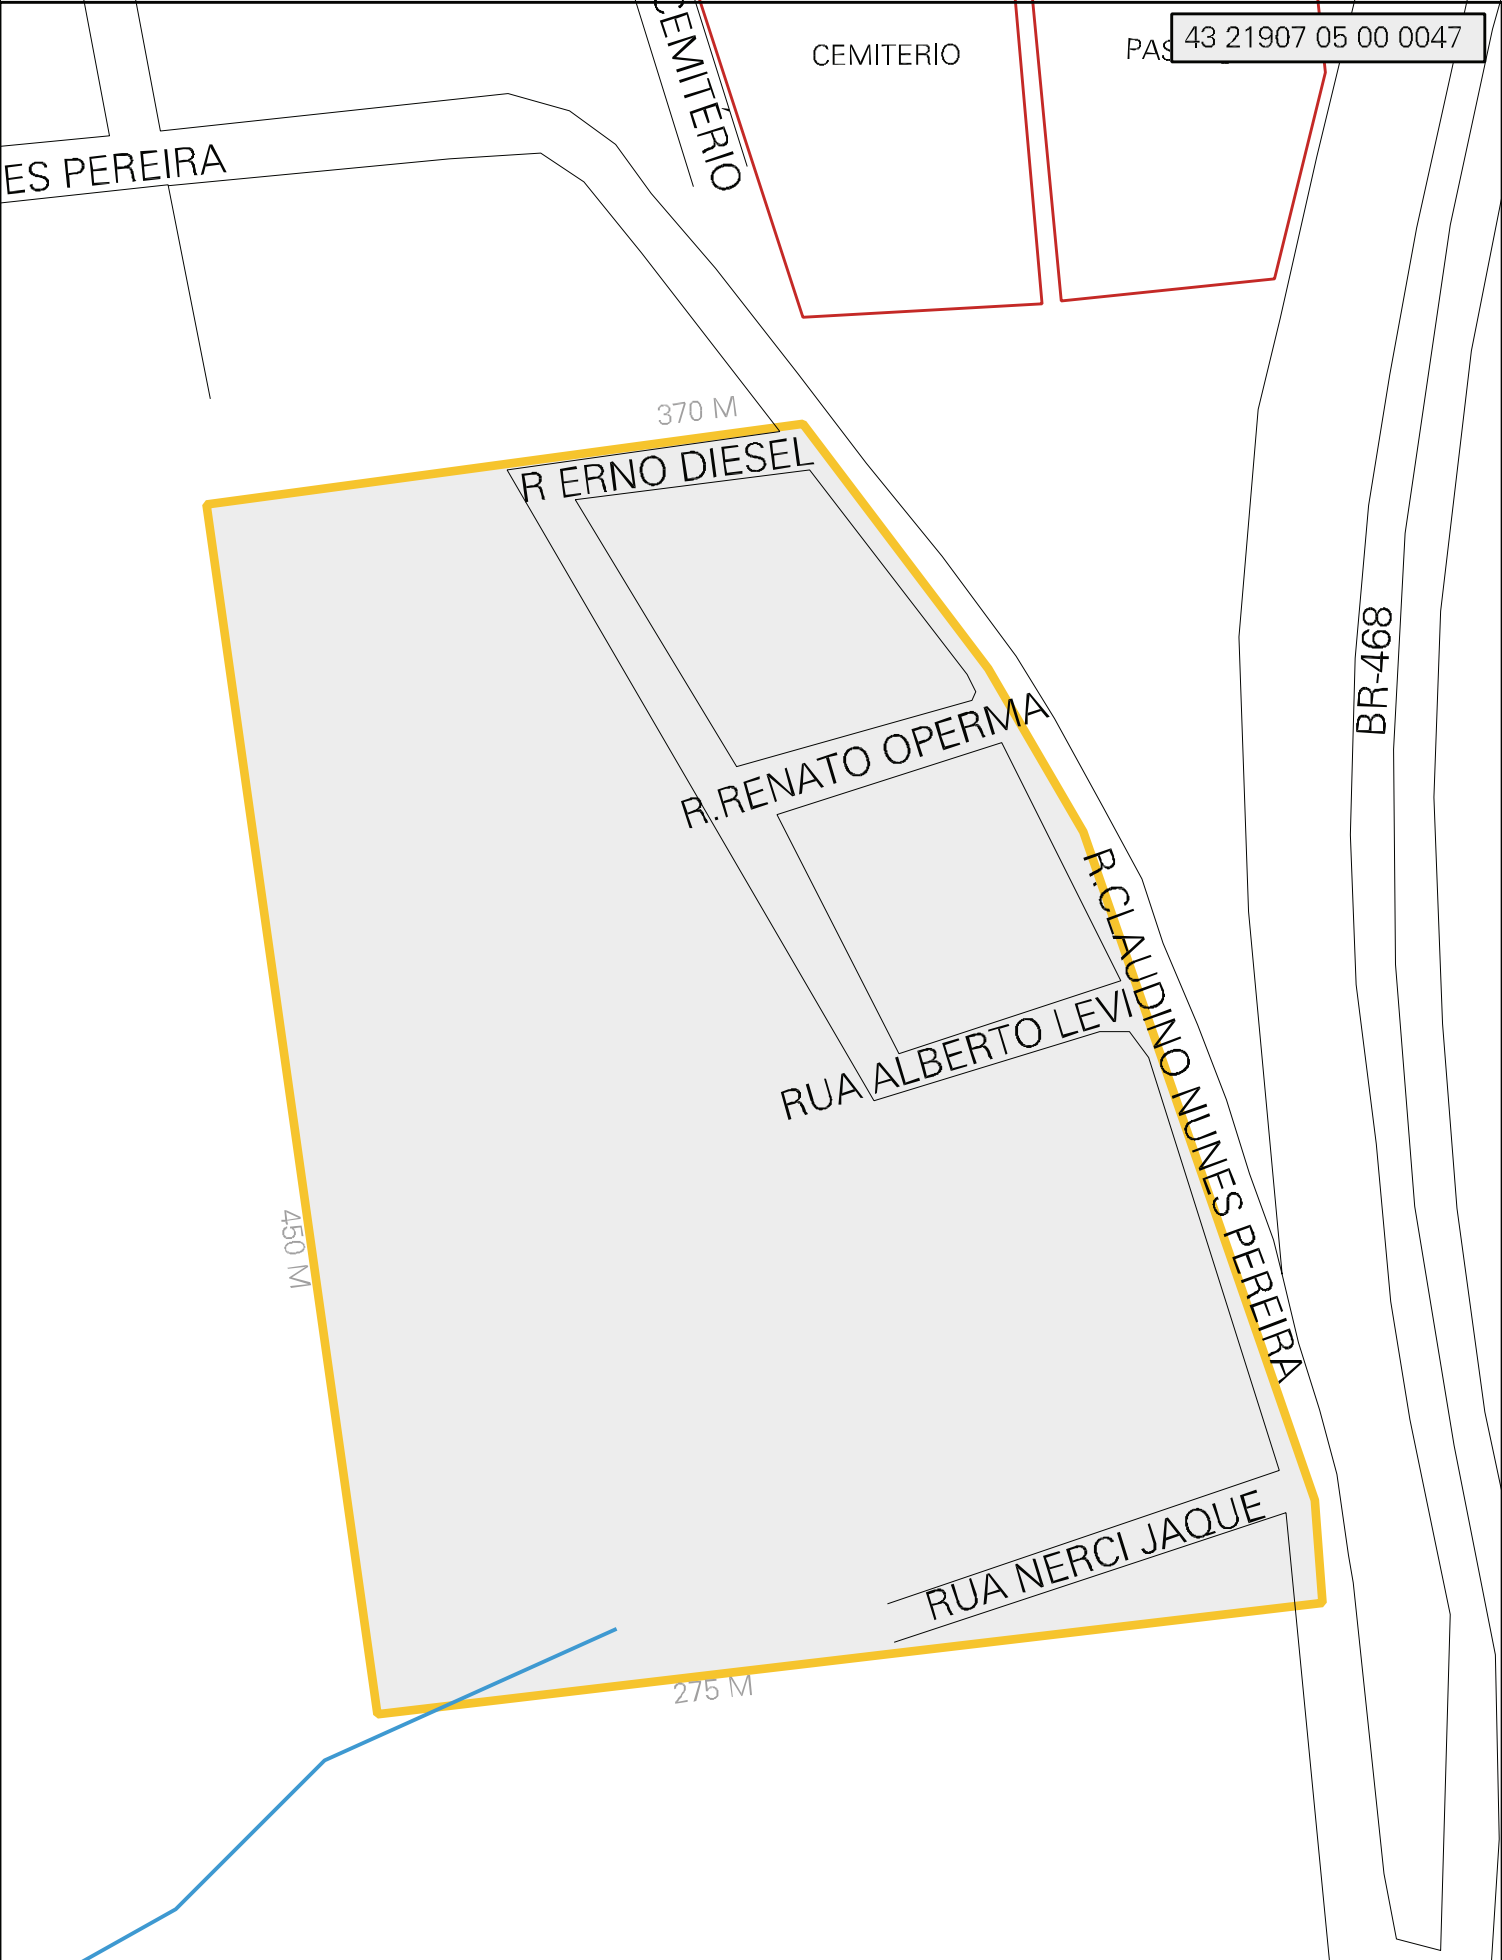 43 21907 05 00 0047
CEMITERIO
CEMITÉRIO
ES PEREIRA
370 M
R ERNO DIESEL
BR-468
R.RENATO OPERMA
R.CLAUDINO NUNES PEREIRA
RUA ALBERTO LEVI
450 M
RUA NERCI JAQUE
275 M